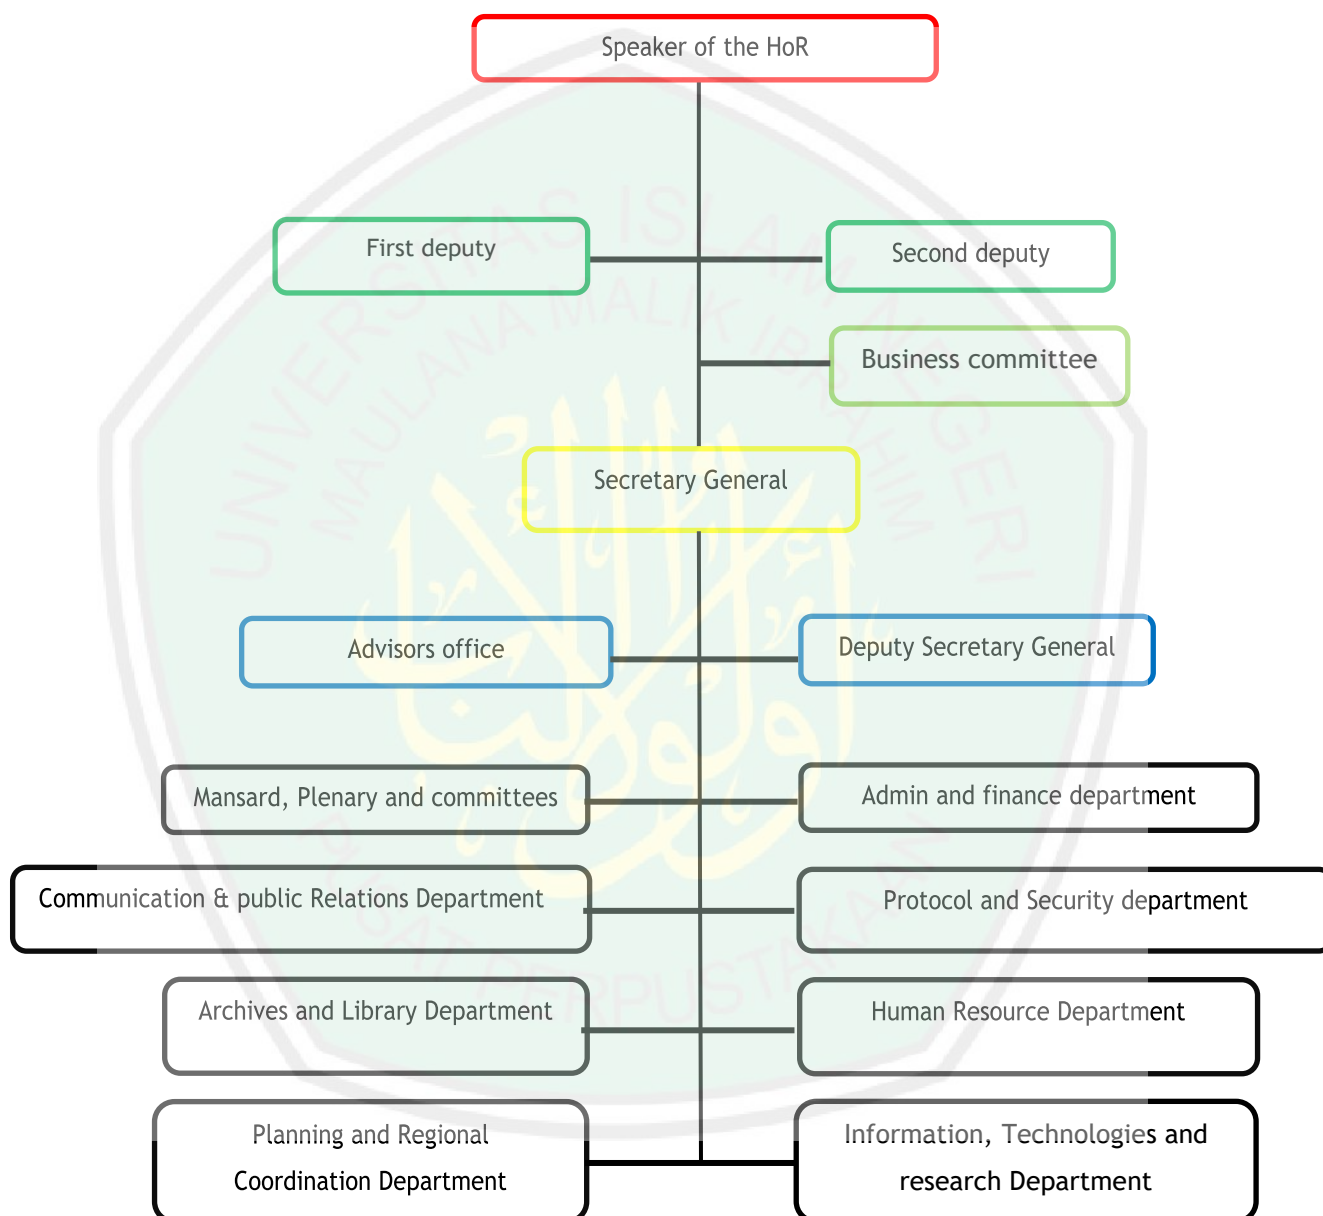 Speaker of the HoR
First deputy
Second deputy
Business committee
Secretary General
Advisors office
Deputy Secretary General
Mansard, Plenary and committees
Admin and finance department
Communication & public Relations Department
Protocol and Security department
Archives and Library Department
Human Resource Department
Planning and Regional
Coordination Department
Information, Technologies and
research Department
UNIVERSITAS ISLAM NEGERI
MAULANA MALIK IBRAHIM
PUSAT PERPUSTAKAAN